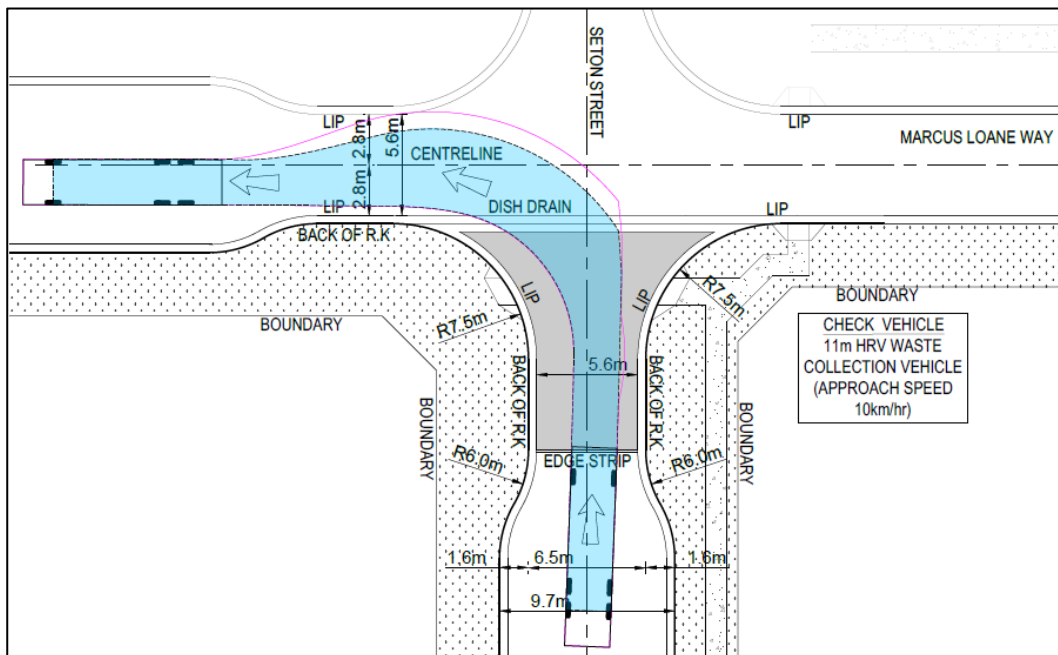 SETON STREET
MARCUS LOANE WAY
LIP
LIP
2.8m
5.6m
CENTRELINE
2.8m
DISH DRAIN
LIP
LIP
BACK OF R.K
BOUNDARY
LIP
LIP
R7.5m
R7.5m
BOUNDARY
CHECK VEHICLE
11m HRV WASTE
COLLECTION VEHICLE
(APPROACH SPEED
10km/hr)
5.6m
BACK OF R.K
BACK OF R.K
BOUNDARY
BOUNDARY
EDGE STRIP
R6.0m
R6.0m
1.6m
6.5m
1.6m
9.7m